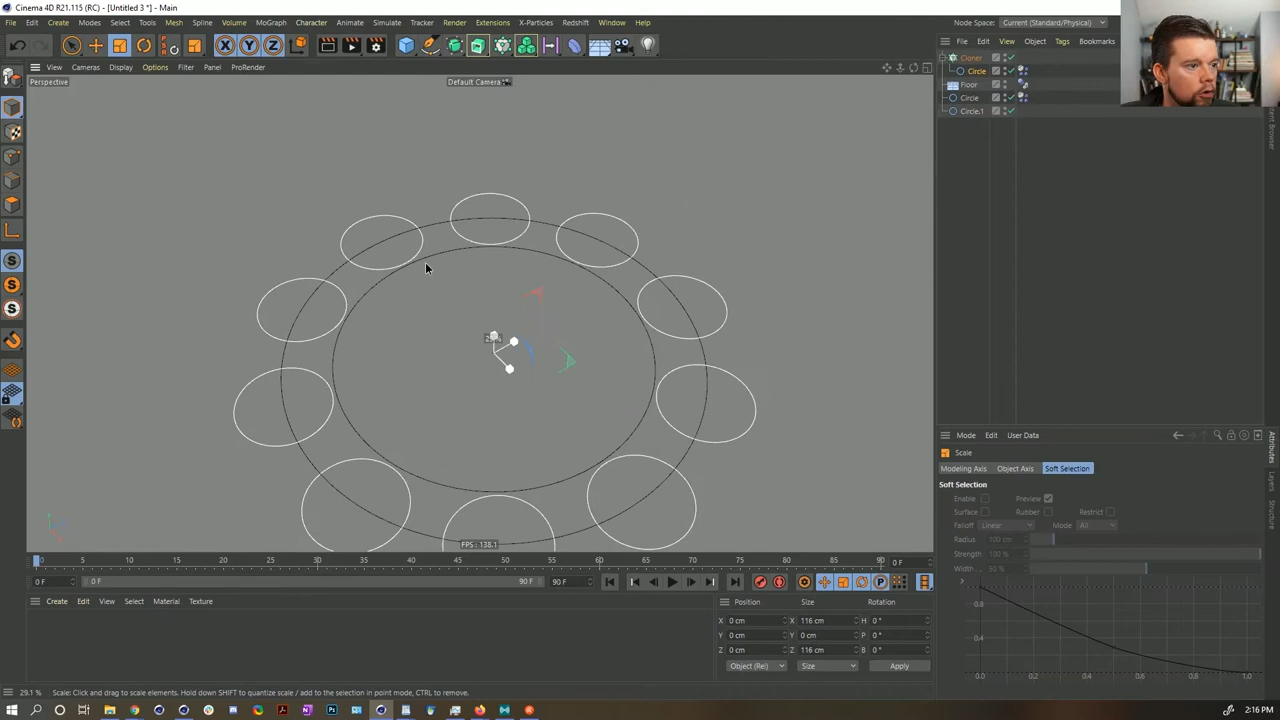 Cinema 4D R21.115 (RC) - [Untitled 3 *] - Main
File Edit Create Modes Select Tools Mesh Spline Volume MoGraph Character Animate Simulate Tracker Render Extensions X-Particles Redshift Window Help Node Space: Current (Standard/Physical)
File Edit View Object Tags Bookmarks
View Cameras Display Options Filter Panel ProRender
Perspective
Default Camera
Cloner
Circle
Floor
Circle
Circle.1
Mode Edit User Data
Scale
Modeling Axis Object Axis Soft Selection
Soft Selection
Enable Preview
Surface Rubber Restrict
Falloff Linear Mode All
Radius 100 cm
Strength 100 %
Width 50 %
0.8
0.4
0.0 0.2 0.4 0.6 0.8 1.0
Attributes
Layers
Structure
FPS : 138.1
0 5 10 15 20 25 30 35 40 45 50 55 60 65 70 75 80 85 90 0 F
0 F 0 F 90 F 90 F
Create Edit View Select Material Texture
Position Size Rotation
X 0 cm X 116 cm H 0 °
Y 0 cm Y 0 cm P 0 °
Z 0 cm Z 116 cm B 0 °
Object (Rel) Size Apply
29.1 % Scale: Click and drag to scale elements. Hold down SHIFT to quantize scale / add to the selection in point mode, CTRL to remove.
2:16 PM